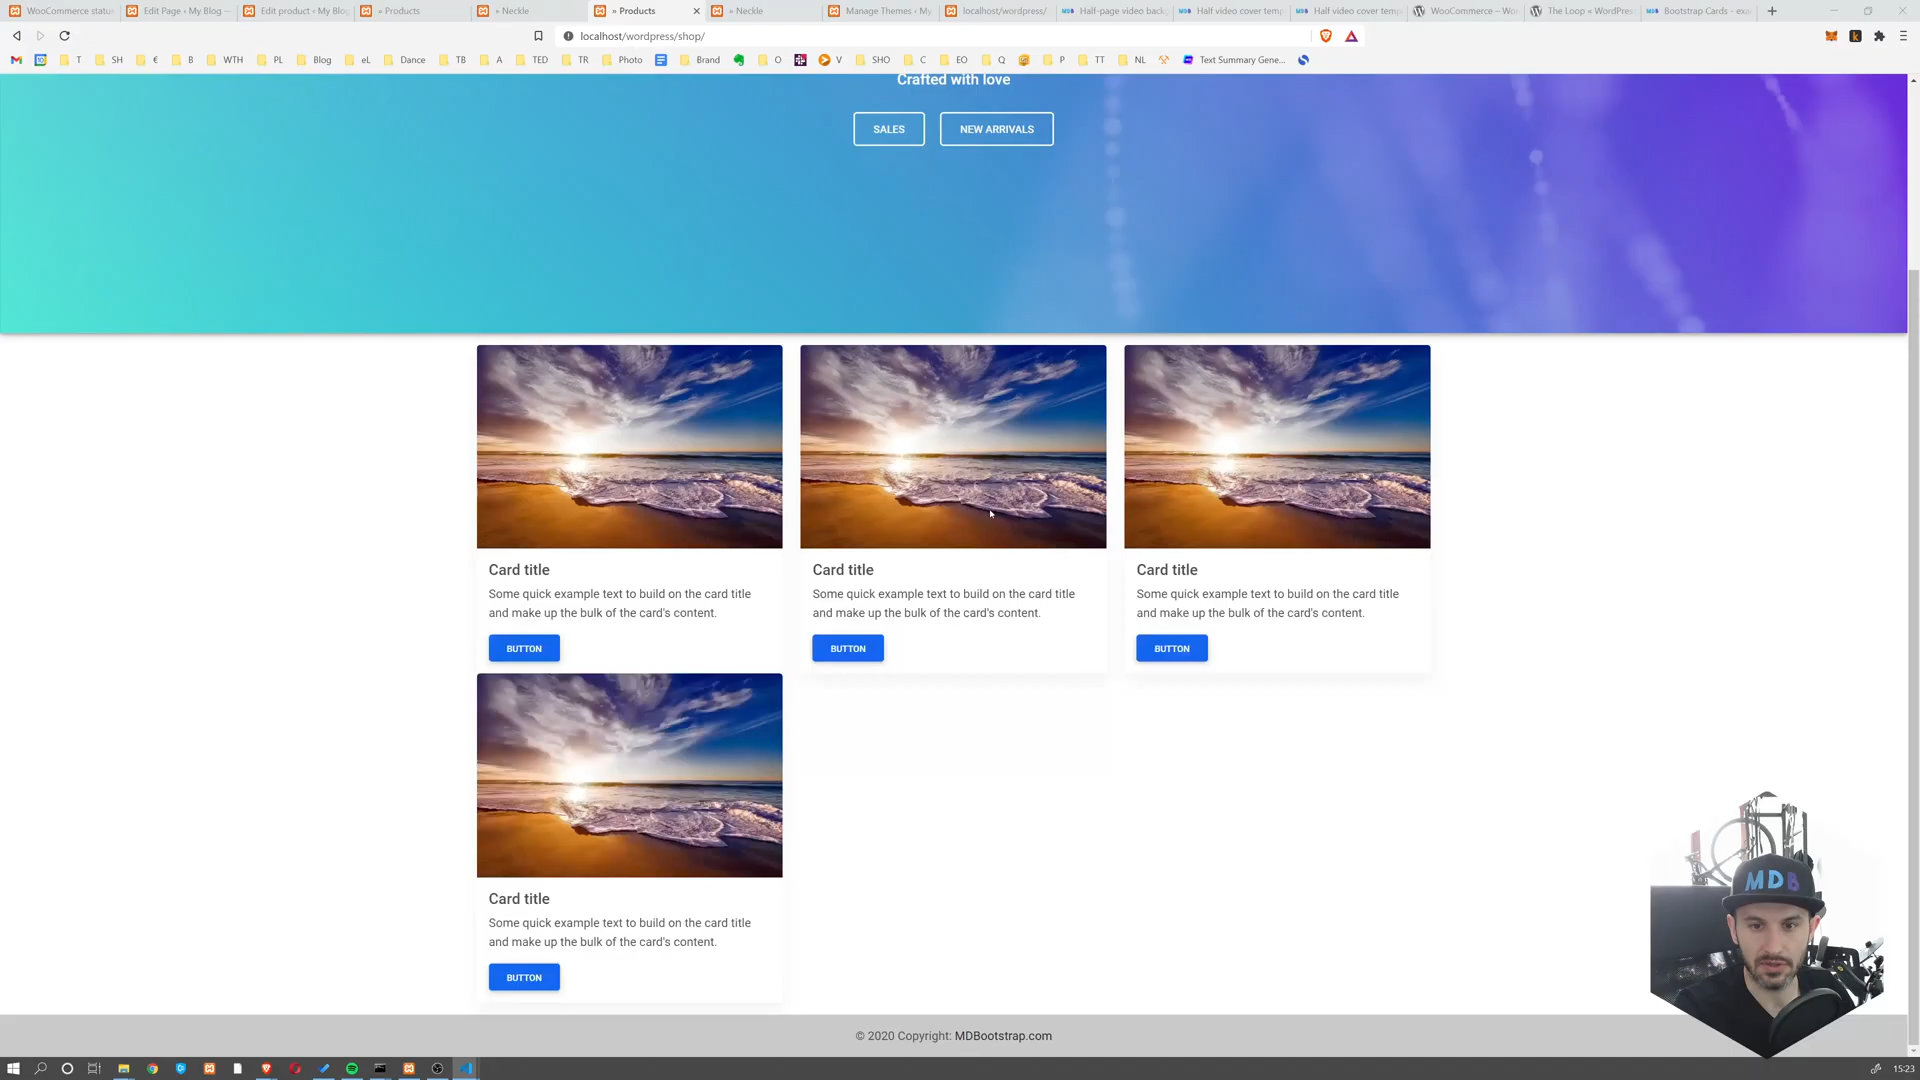 WooCommerce status
Edit Page ‹ My Blog —
Edit product ‹ My Blog
» Products
» Neckle
» Products
» Neckle
Manage Themes ‹ My
localhost/wordpress/
Half-page video back
Half video cover temp
Half video cover temp
WooCommerce – Wo
The Loop « WordPres
Bootstrap Cards - exa
localhost/wordpress/shop/
T SH € B WTH PL Blog eL Dance TB A TED TR Photo Brand O V SHO C EO Q P TT NL Text Summary Gene...
Crafted with love
SALES NEW ARRIVALS
Card title
Some quick example text to build on the card title
and make up the bulk of the card's content.
BUTTON
Card title
Some quick example text to build on the card title
and make up the bulk of the card's content.
BUTTON
Card title
Some quick example text to build on the card title
and make up the bulk of the card's content.
BUTTON
Card title
Some quick example text to build on the card title
and make up the bulk of the card's content.
BUTTON
MDB
© 2020 Copyright: MDBootstrap.com
15:23